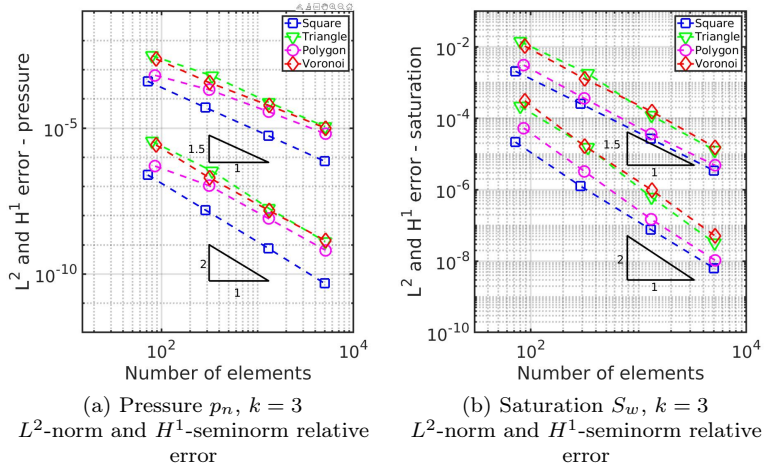 Square
Triangle
Polygon
Voronoi
L² and H¹ error - pressure
10⁻⁵
10⁻¹⁰
1.5
1
2
1
10²
10⁴
Number of elements
(a) Pressure pₙ, k = 3
L²-norm and H¹-seminorm relative
error
Square
Triangle
Polygon
Voronoi
L² and H¹ error - saturation
10⁻²
10⁻⁴
10⁻⁶
10⁻⁸
10⁻¹⁰
1.5
1
2
1
10²
10⁴
Number of elements
(b) Saturation S_w, k = 3
L²-norm and H¹-seminorm relative
error